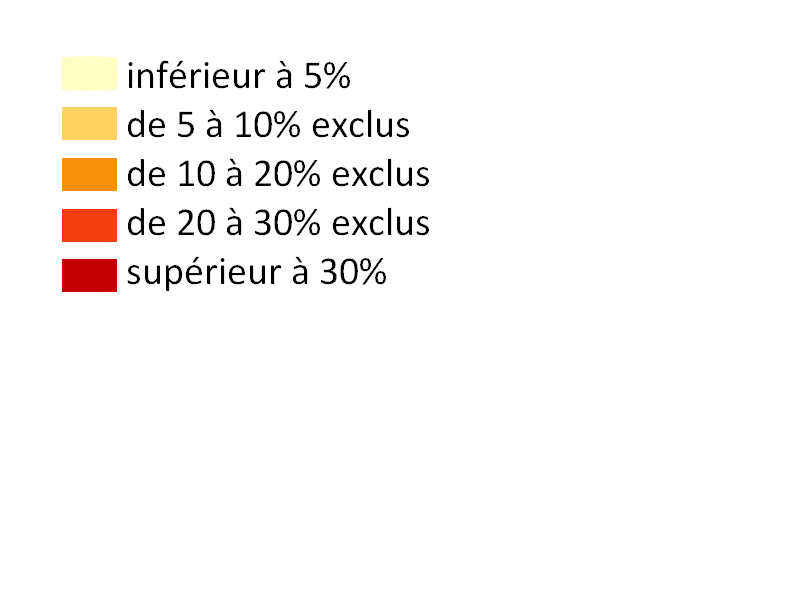 inférieur à 5%
de 5 à 10% exclus
de 10 à 20% exclus
de 20 à 30% exclus
supérieur à 30%